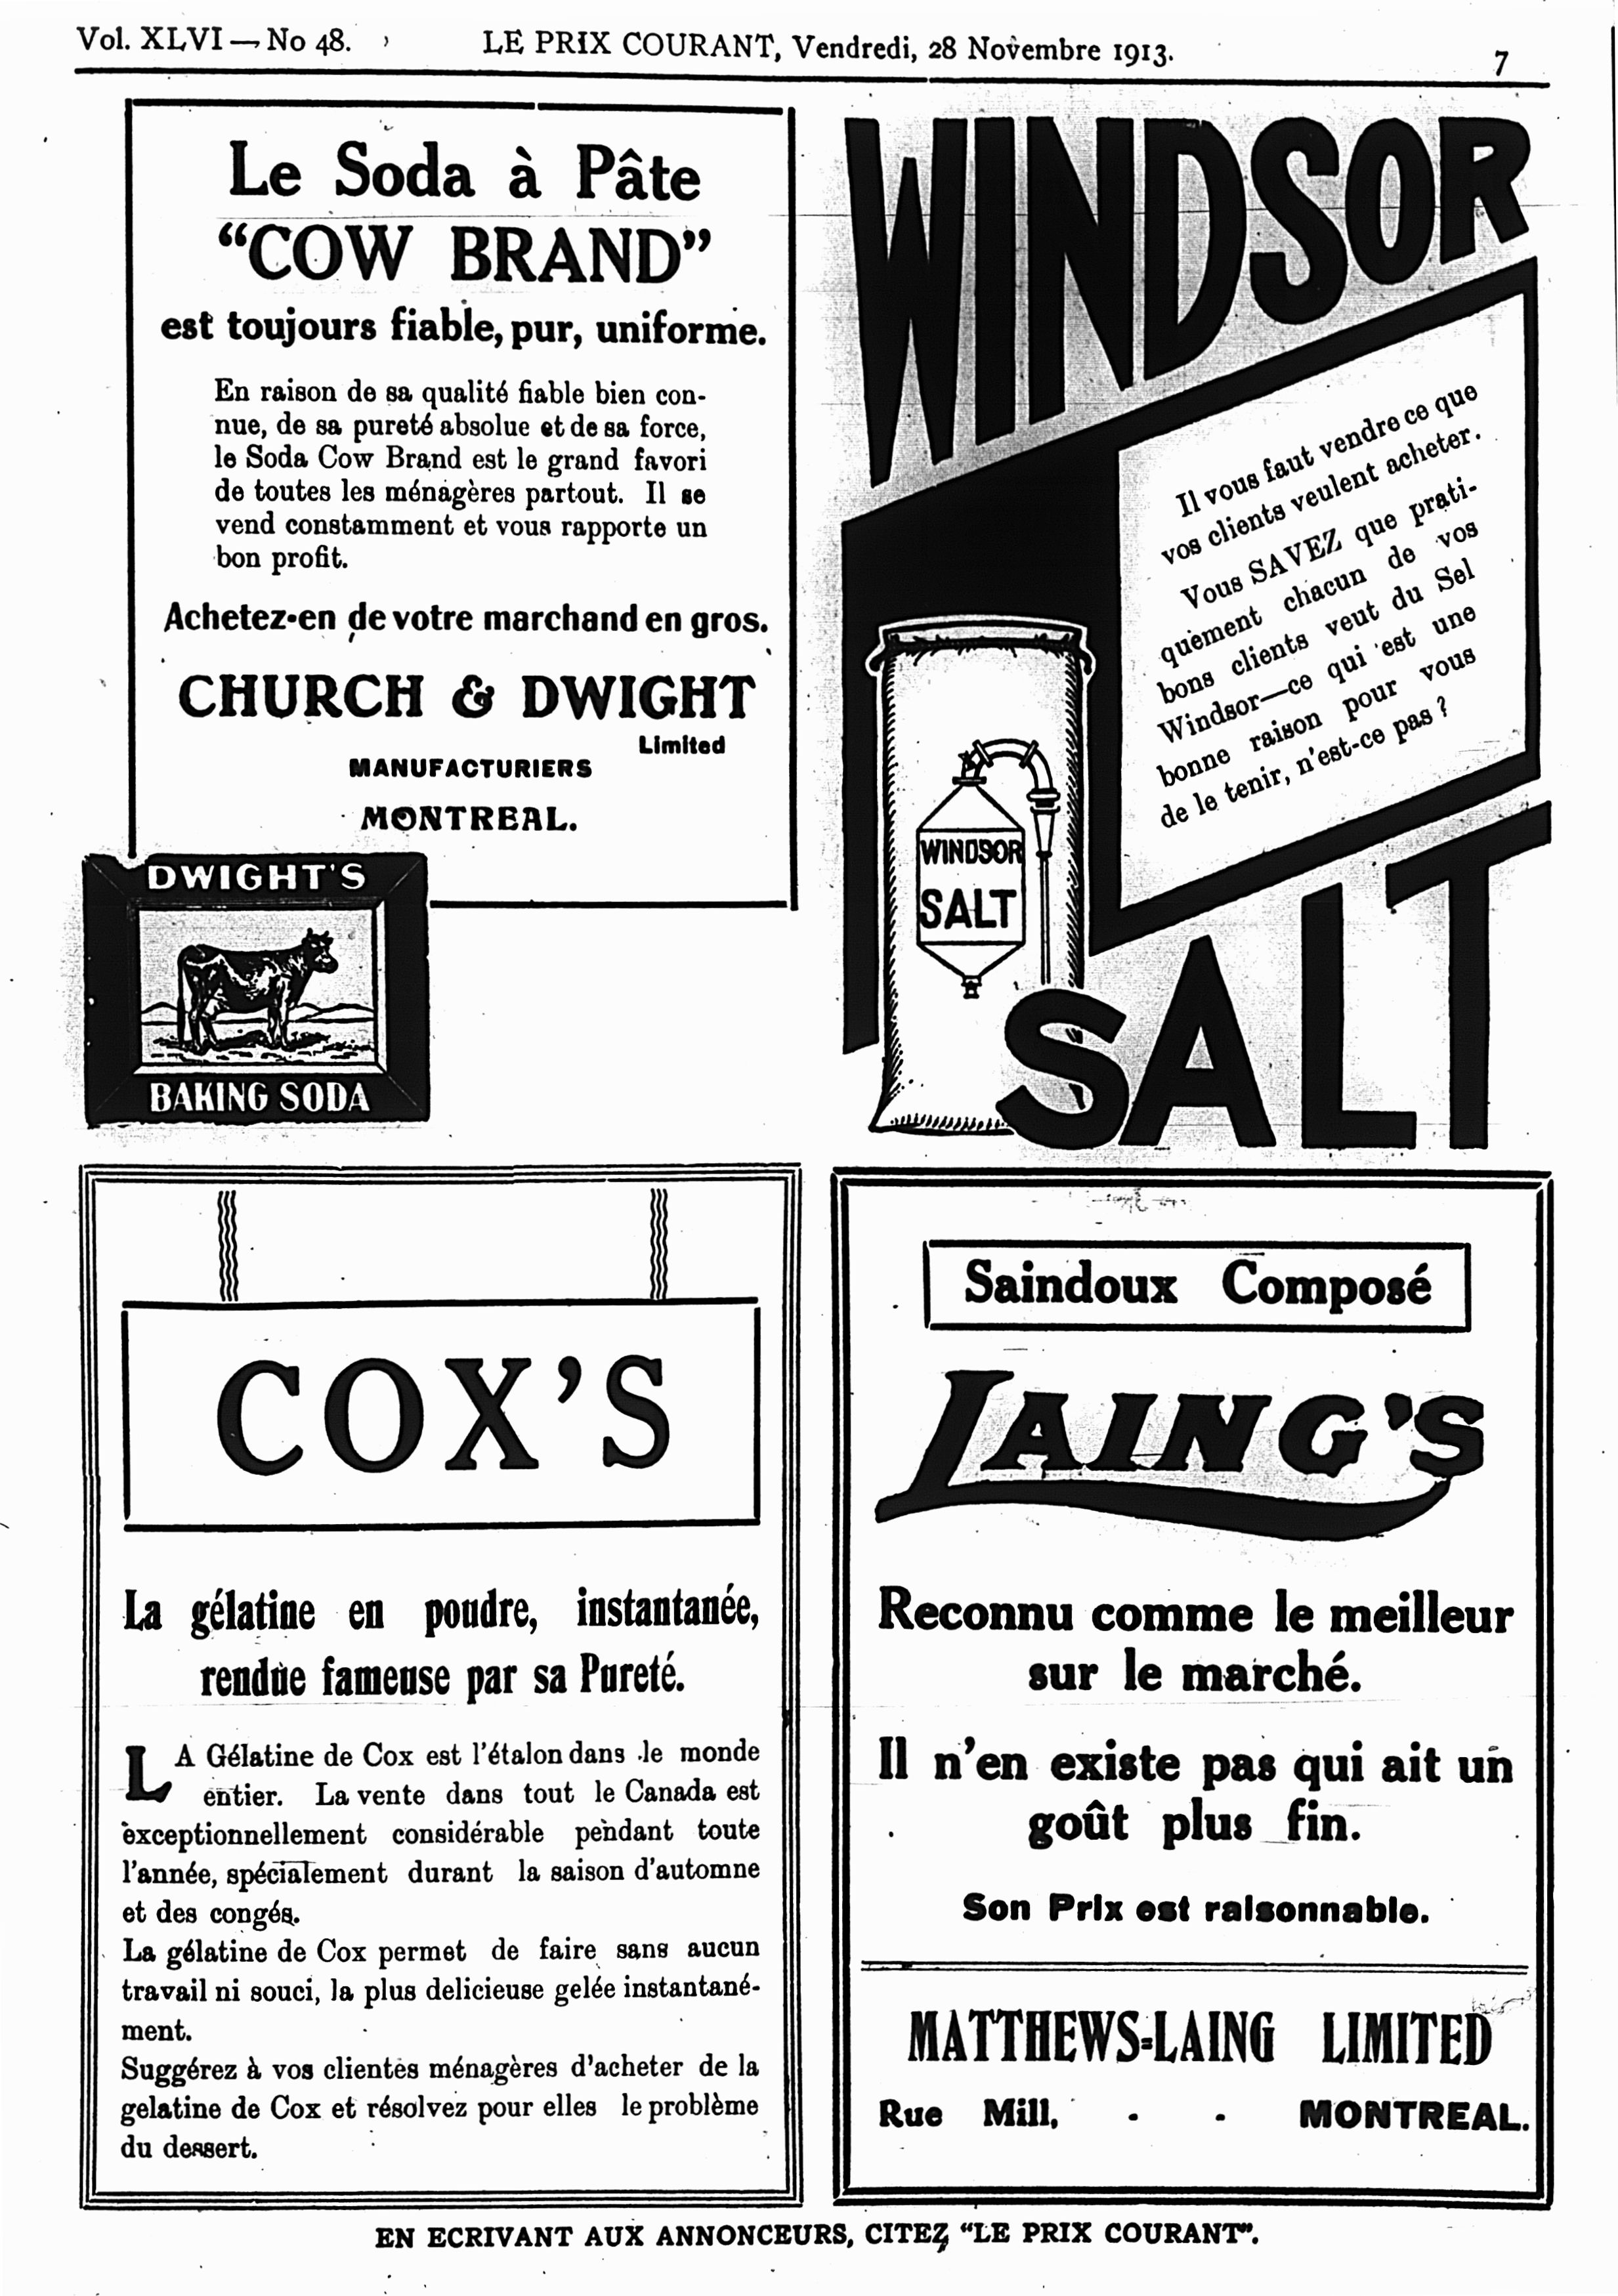 Vol. XLVI — No 48.
LE PRIX COURANT, Vendredi, 28 Novembre 1913.
7
Le Soda à Pâte
“COW BRAND”
est toujours fiable, pur, uniforme.
En raison de sa qualité fiable bien con-
nue, de sa pureté absolue et de sa force,
le Soda Cow Brand est le grand favori
de toutes les ménagères partout. Il se
vend constamment et vous rapporte un
bon profit.
Achetez-en de votre marchand en gros.
CHURCH & DWIGHT
Limited
MANUFACTURIERS
MONTREAL.
DWIGHT'S
BAKING SODA
WINDSOR
Il vous faut vendre ce que
vos clients veulent acheter.
Vous SAVEZ que prati-
quement chacun de vos
bons clients veut du Sel
Windsor—ce qui est une
bonne raison pour vous
de le tenir, n'est-ce pas ?
WINDSOR
SALT
SALT
COX'S
La gélatine en poudre, instantanée,
rendue fameuse par sa Pureté.
LA Gélatine de Cox est l'étalon dans le monde
entier. La vente dans tout le Canada est
exceptionnellement considérable pendant toute
l'année, spécialement durant la saison d'automne
et des congés.
La gélatine de Cox permet de faire sans aucun
travail ni souci, la plus delicieuse gelée instantané-
ment.
Suggérez à vos clientes ménagères d'acheter de la
gelatine de Cox et résolvez pour elles le problème
du dessert.
Saindoux Composé
LAING'S
Reconnu comme le meilleur
sur le marché.
Il n'en existe pas qui ait un
goût plus fin.
Son Prix est raisonnable.
MATTHEWS-LAING LIMITED
Rue Mill, - - MONTREAL.
EN ECRIVANT AUX ANNONCEURS, CITEZ “LE PRIX COURANT”.